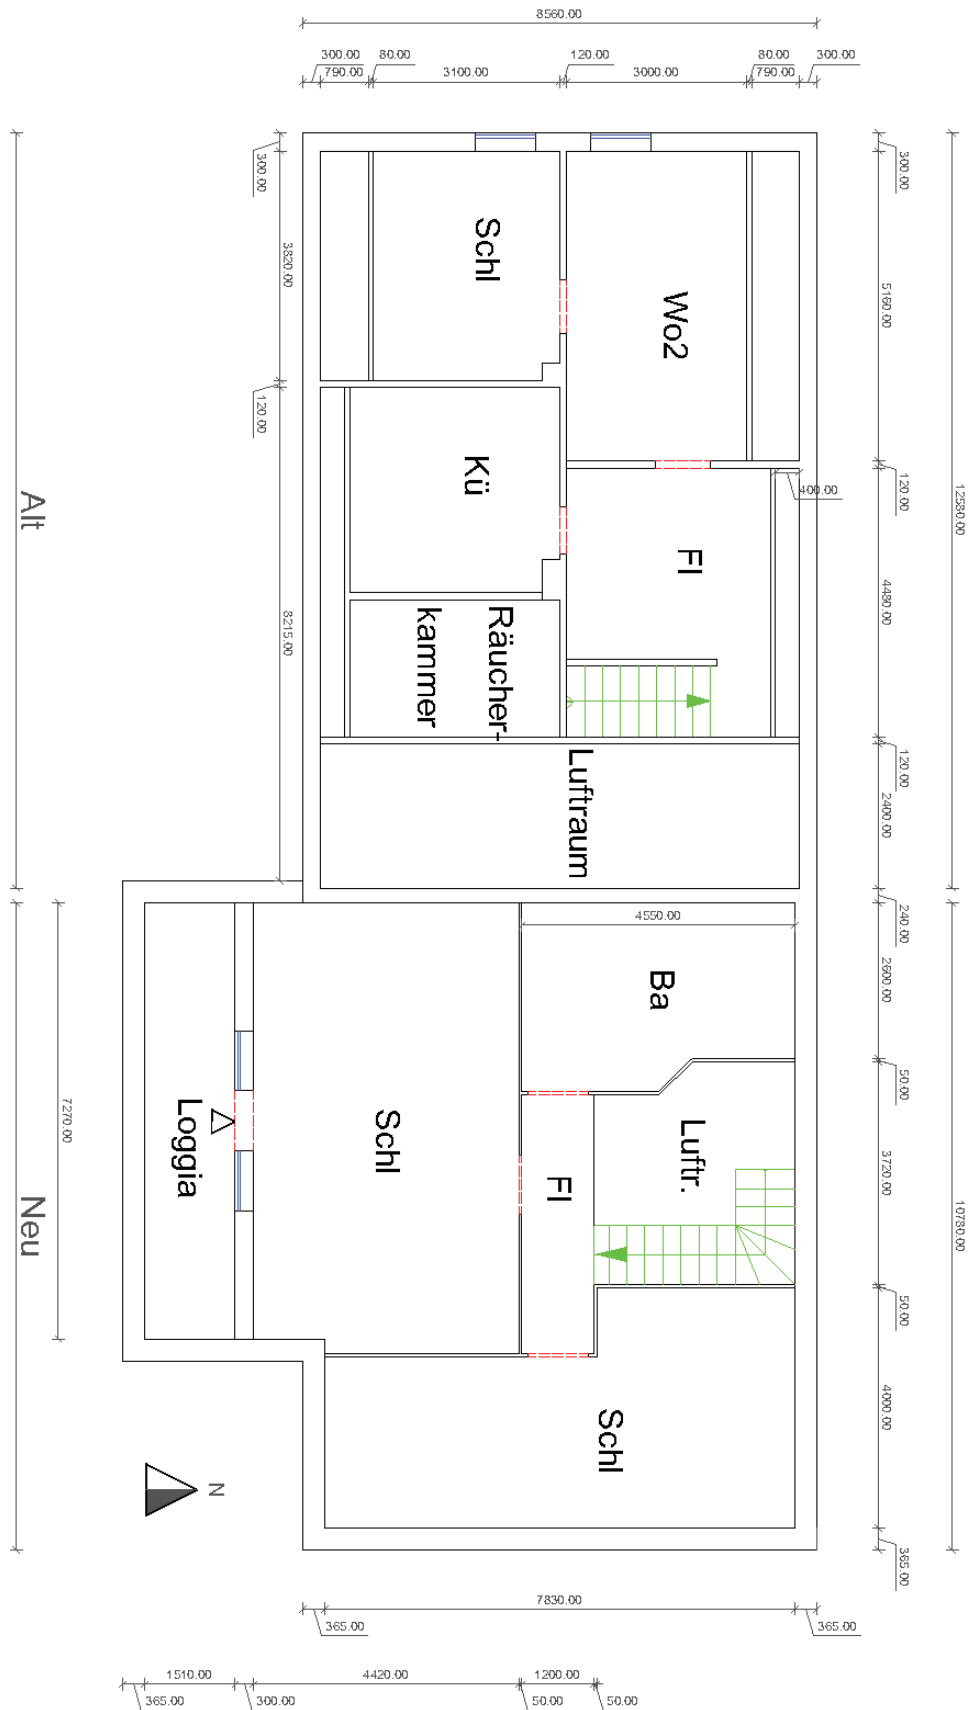 8560.00
300.00
80.00
120.00
80.00
300.00
790.00
3100.00
3000.00
790.00
300.00
3820.00
120.00
8215.00
300.00
5160.00
120.00
4480.00
120.00
2400.00
240.00
2600.00
50.00
3720.00
50.00
4000.00
365.00
12580.00
10780.00
Schl
Wo2
Kü
Fl
400.00
Räucher-
kammer
Luftraum
Alt
4550.00
Ba
Luftr.
Fl
Schl
Loggia
7270.00
Neu
Schl
N
7830.00
365.00
365.00
1510.00
4420.00
1200.00
365.00
300.00
50.00
50.00